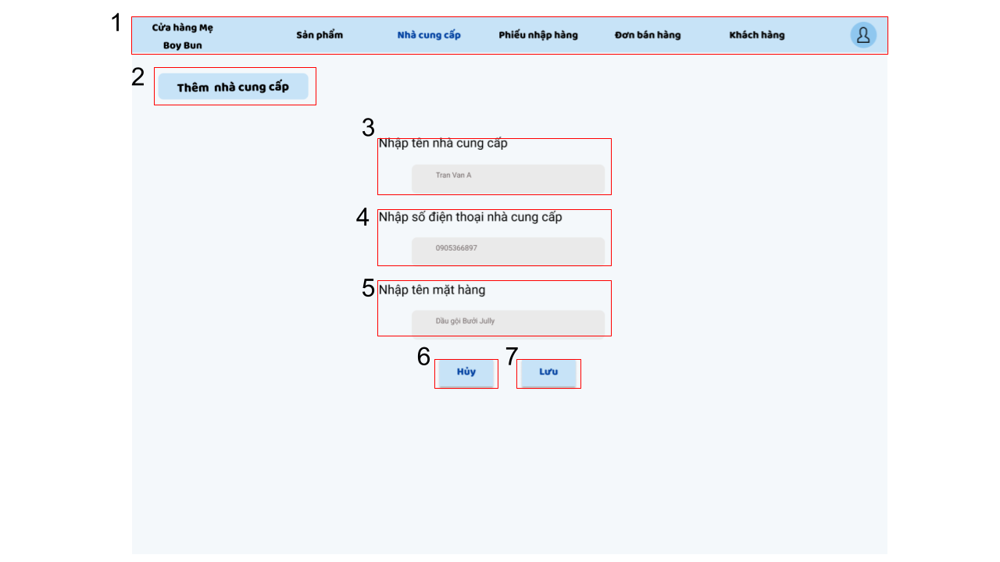 1
Cửa hàng Mẹ
Boy Bun
Sản phẩm
Nhà cung cấp
Phiếu nhập hàng
Đơn bán hàng
Khách hàng
2
Thêm nhà cung cấp
3
Nhập tên nhà cung cấp
Tran Van A
4
Nhập số điện thoại nhà cung cấp
0905366897
5
Nhập tên mặt hàng
Dầu gội Bưởi Jully
6
Hủy
7
Lưu